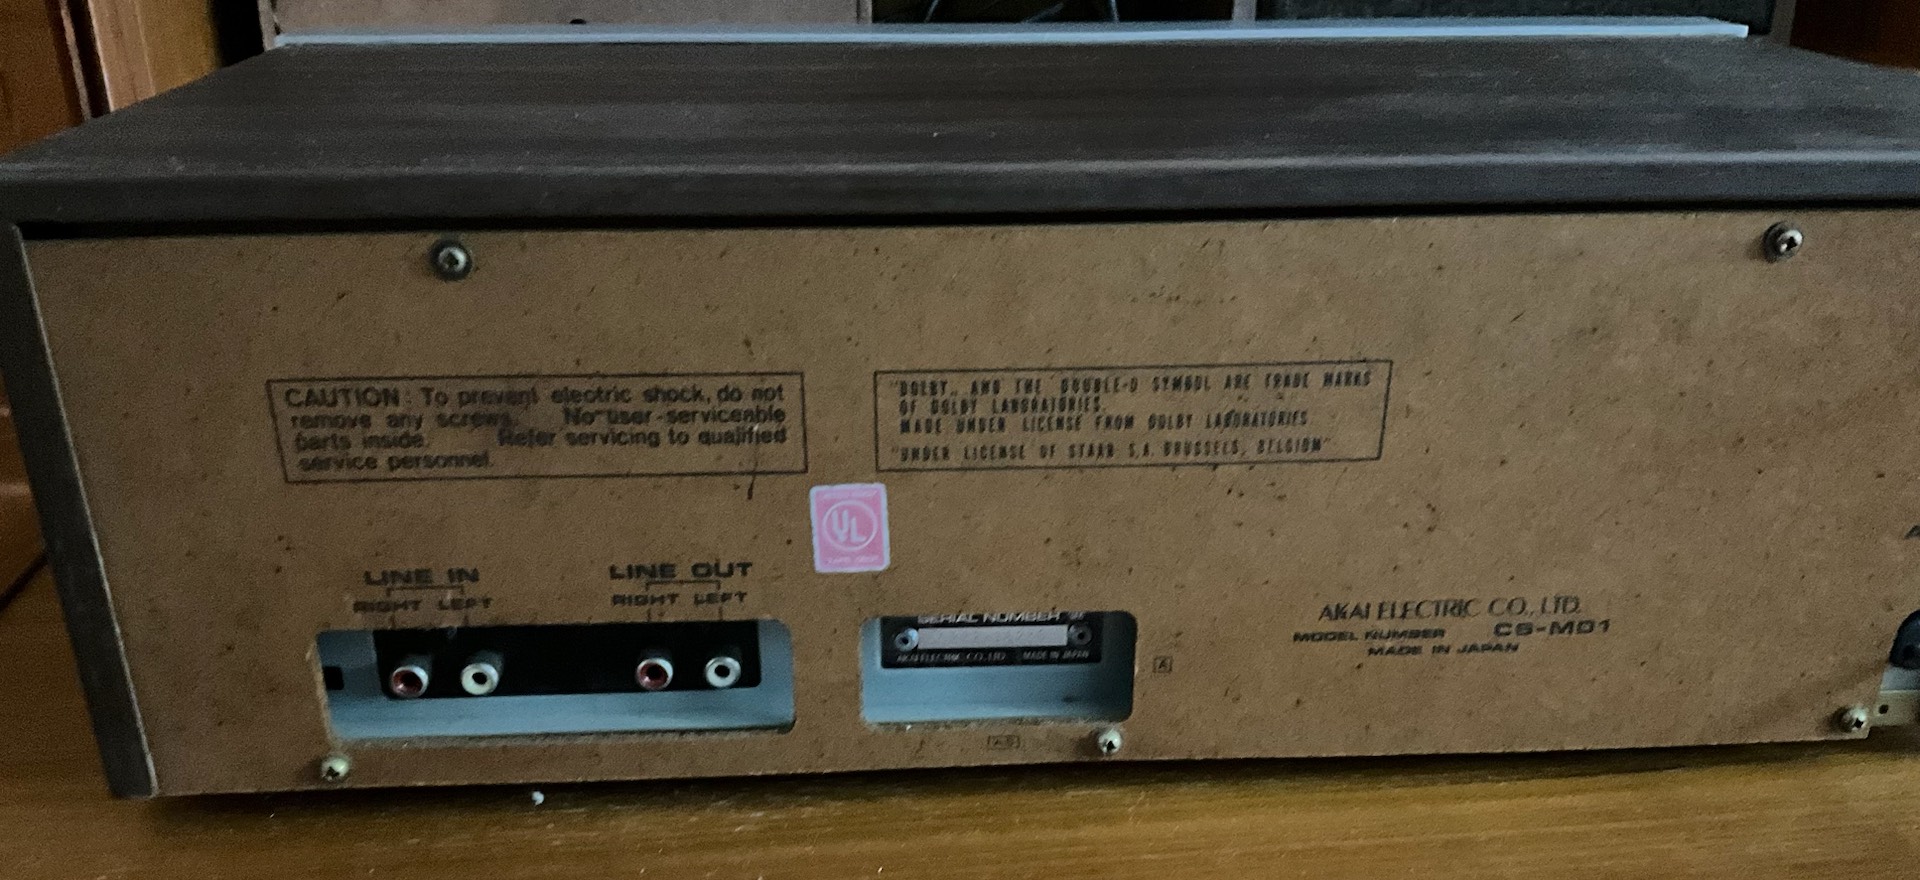 CAUTION : To prevent electric shock, do not
remove any screws. No user-serviceable
parts inside. Refer servicing to qualified
service personnel.
"DOLBY,, AND THE DOUBLE-D SYMBOL ARE TRADE MARKS
OF DOLBY LABORATORIES.
MADE UNDER LICENSE FROM DOLBY LABORATORIES
"UNDER LICENSE OF STAAR S,A. BRUSSELS, BELGIUM"
UL
LINE IN
RIGHT LEFT
LINE OUT
RIGHT LEFT
SERIAL NUMBER
AKAI ELECTRIC CO., LTD. MADE IN JAPAN
A
AKAI ELECTRIC CO., LTD.
MODEL NUMBER CS-MD1
MADE IN JAPAN